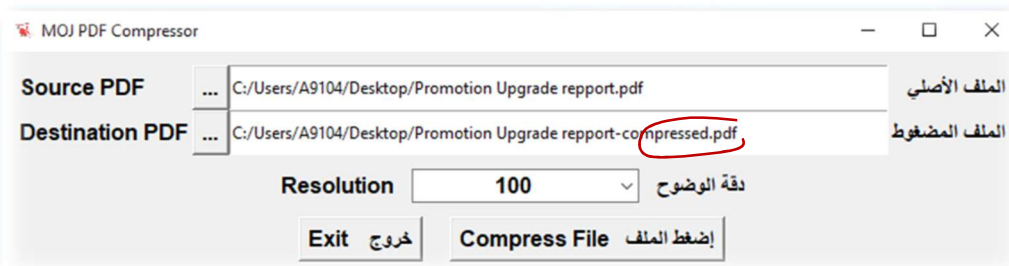 MOJ PDF Compressor
Source PDF ... C:/Users/A9104/Desktop/Promotion Upgrade repport.pdf الملف الأصلي
Destination PDF ... C:/Users/A9104/Desktop/Promotion Upgrade repport-compressed.pdf الملف المضغوط
Resolution 100 دقة الوضوح
Exit خروج Compress File إضغط الملف